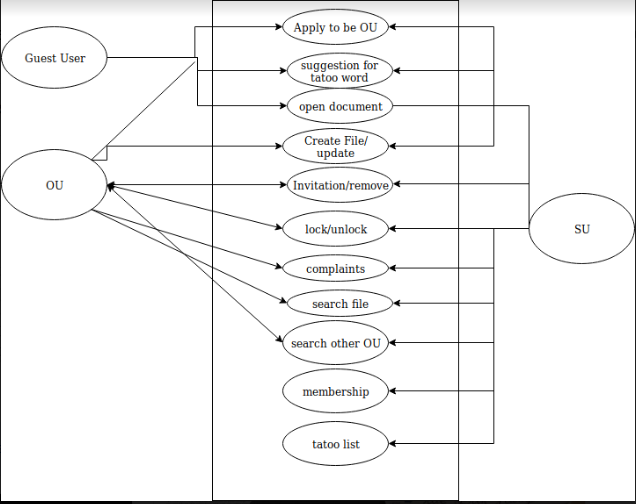 Guest User
OU
Apply to be OU
suggestion for
tatoo word
open document
Create File/
update
Invitation/remove
lock/unlock
complaints
search file
search other OU
membership
tatoo list
SU